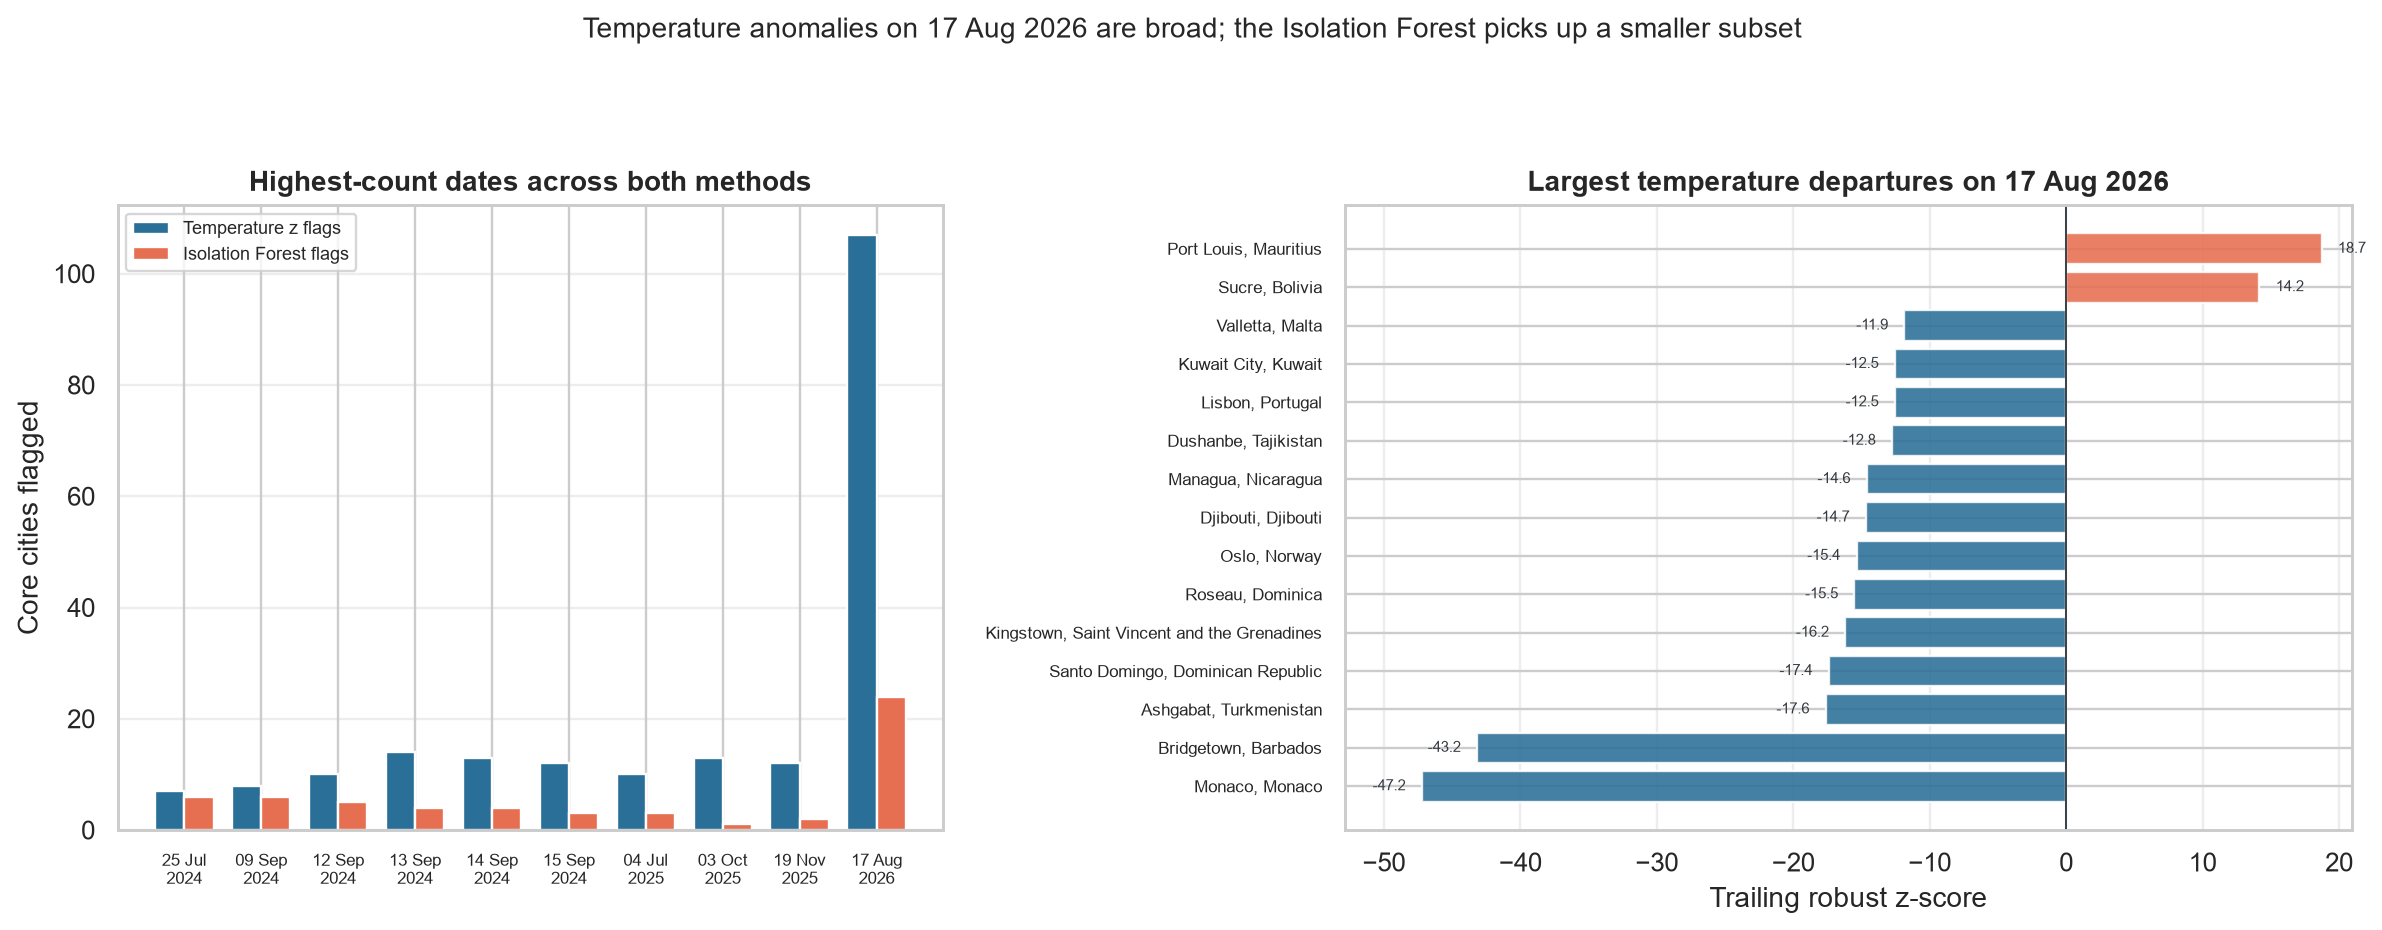 Temperature anomalies on 17 Aug 2026 are broad; the Isolation Forest picks up a smaller subset
Highest-count dates across both methods
Temperature z flags
Isolation Forest flags
Core cities flagged
100
80
60
40
20
0
25 Jul 2024
09 Sep 2024
12 Sep 2024
13 Sep 2024
14 Sep 2024
15 Sep 2024
04 Jul 2025
03 Oct 2025
19 Nov 2025
17 Aug 2026
Largest temperature departures on 17 Aug 2026
Port Louis, Mauritius 18.7
Sucre, Bolivia 14.2
Valletta, Malta -11.9
Kuwait City, Kuwait -12.5
Lisbon, Portugal -12.5
Dushanbe, Tajikistan -12.8
Managua, Nicaragua -14.6
Djibouti, Djibouti -14.7
Oslo, Norway -15.4
Roseau, Dominica -15.5
Kingstown, Saint Vincent and the Grenadines -16.2
Santo Domingo, Dominican Republic -17.4
Ashgabat, Turkmenistan -17.6
Bridgetown, Barbados -43.2
Monaco, Monaco -47.2
−50 −40 −30 −20 −10 0 10 20
Trailing robust z-score